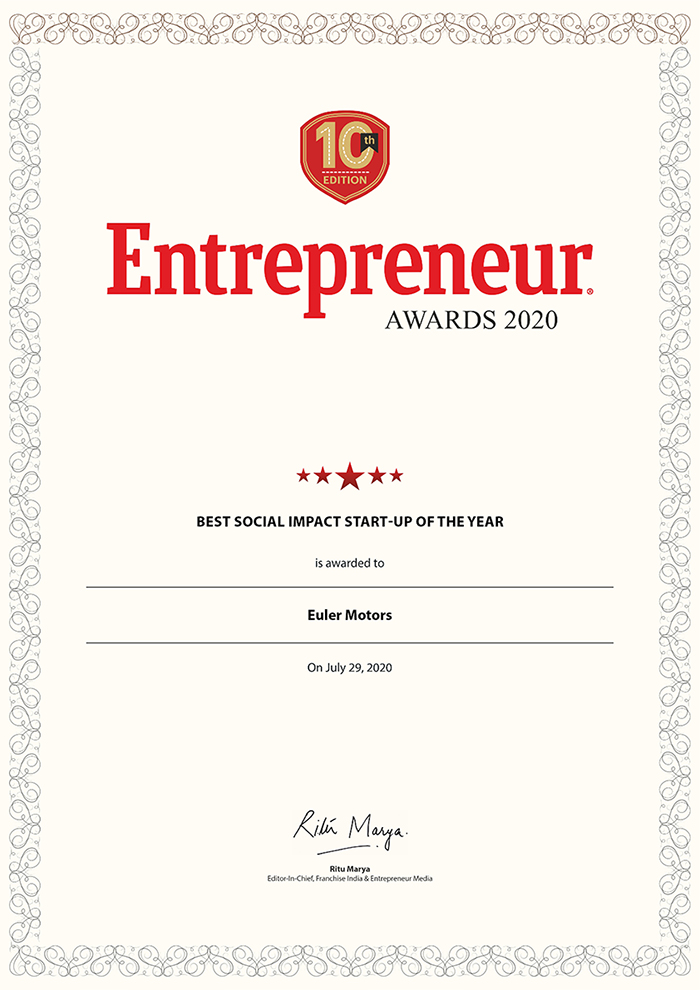 10th
EDITION
Entrepreneur®
AWARDS 2020
BEST SOCIAL IMPACT START-UP OF THE YEAR
is awarded to
Euler Motors
On July 29, 2020
Ritu Marya.
Ritu Marya
Editor-In-Chief, Franchise India & Entrepreneur Media